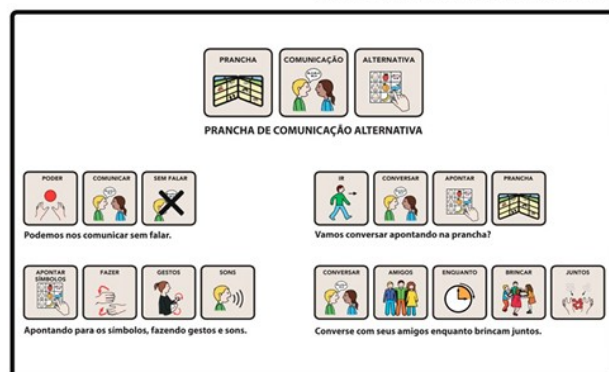 PRANCHA COMUNICAÇÃO ALTERNATIVA
PRANCHA DE COMUNICAÇÃO ALTERNATIVA
PODER COMUNICAR SEM FALAR
Podemos nos comunicar sem falar.
IR CONVERSAR APONTAR PRANCHA
Vamos conversar apontando na prancha?
APONTAR SÍMBOLOS FAZER GESTOS SONS
Apontando para os símbolos, fazendo gestos e sons.
CONVERSAR AMIGOS ENQUANTO BRINCAR JUNTOS
Converse com seus amigos enquanto brincam juntos.